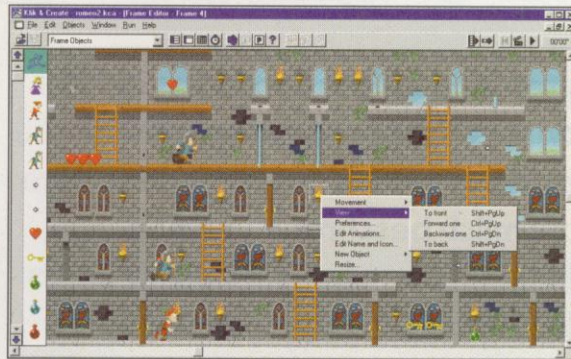 Klik & Create - romeo2.kca - [Frame Editor - Frame 4]
File Edit Objects Window Run Help
Frame Objects
00'00"
Movement
View
Preferences...
Edit Animations...
Edit Name and Icon...
New Object
Resize...
To front Shift+PgUp
Forward one Ctrl+PgUp
Backward one Ctrl+PgDn
To back Shift+PgDn